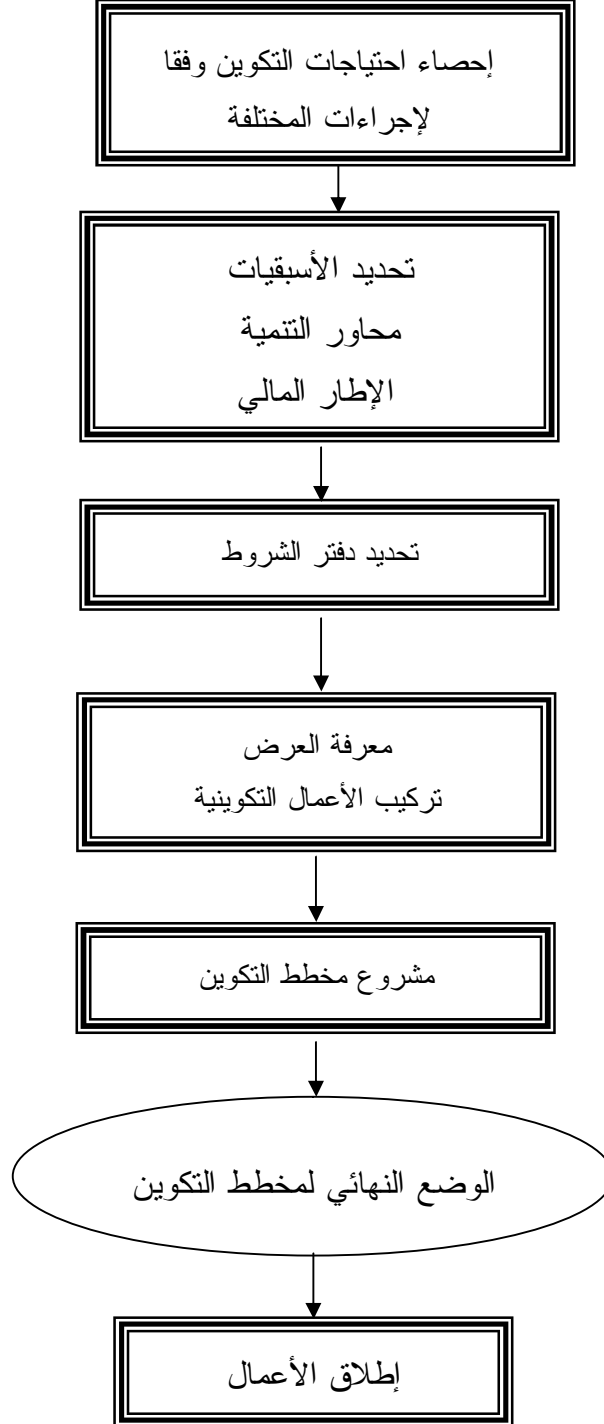 إحصاء احتياجات التكوين وفقا
لإجراءات المختلفة
تحديد الأسبقيات
محاور التنمية
الإطار المالي
تحديد دفتر الشروط
معرفة العرض
تركيب الأعمال التكوينية
مشروع مخطط التكوين
الوضع النهائي لمخطط التكوين
إطلاق الأعمال